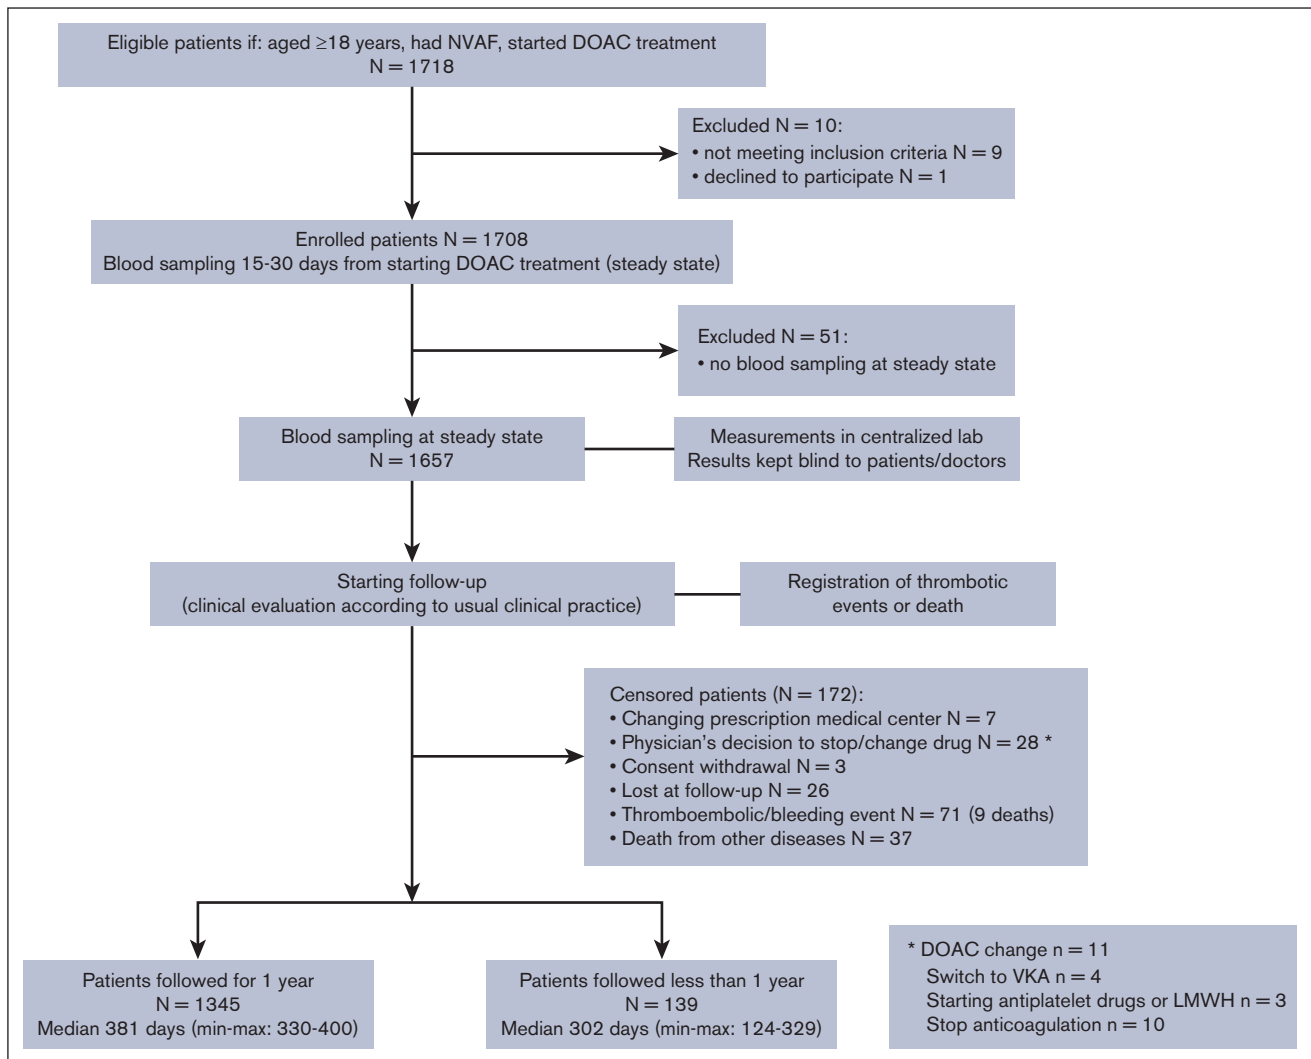 Eligible patients if: aged ≥18 years, had NVAF, started DOAC treatment
N = 1718
Excluded N = 10:
• not meeting inclusion criteria N = 9
• declined to participate N = 1
Enrolled patients N = 1708
Blood sampling 15-30 days from starting DOAC treatment (steady state)
Excluded N = 51:
• no blood sampling at steady state
Blood sampling at steady state
N = 1657
Measurements in centralized lab
Results kept blind to patients/doctors
Starting follow-up
(clinical evaluation according to usual clinical practice)
Registration of thrombotic
events or death
Censored patients (N = 172):
• Changing prescription medical center N = 7
• Physician's decision to stop/change drug N = 28 *
• Consent withdrawal N = 3
• Lost at follow-up N = 26
• Thromboembolic/bleeding event N = 71 (9 deaths)
• Death from other diseases N = 37
Patients followed for 1 year
N = 1345
Median 381 days (min-max: 330-400)
Patients followed less than 1 year
N = 139
Median 302 days (min-max: 124-329)
* DOAC change n = 11
Switch to VKA n = 4
Starting antiplatelet drugs or LMWH n = 3
Stop anticoagulation n = 10